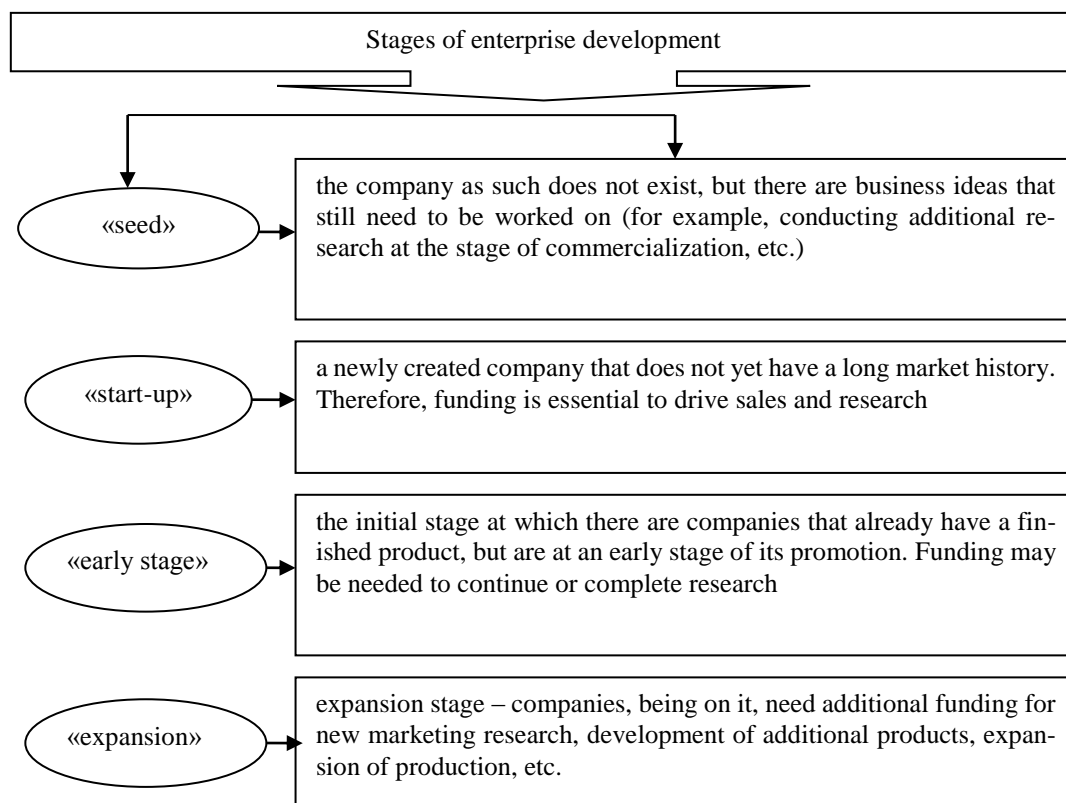 Stages of enterprise development
«seed»
the company as such does not exist, but there are business ideas that
still need to be worked on (for example, conducting additional re-
search at the stage of commercialization, etc.)
«start-up»
a newly created company that does not yet have a long market history.
Therefore, funding is essential to drive sales and research
«early stage»
the initial stage at which there are companies that already have a fin-
ished product, but are at an early stage of its promotion. Funding may
be needed to continue or complete research
«expansion»
expansion stage – companies, being on it, need additional funding for
new marketing research, development of additional products, expan-
sion of production, etc.